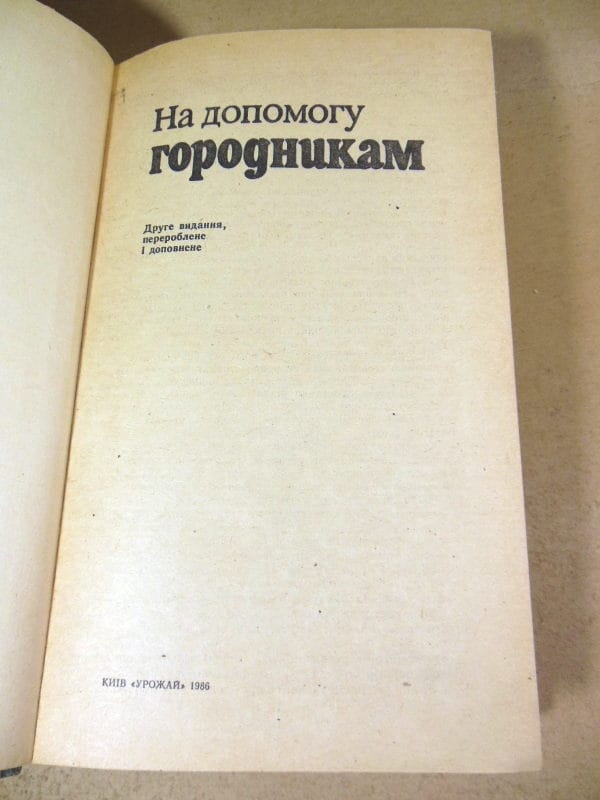 На допомогу
городникам
Друге видання,
перероблене
і доповнене
КИЇВ «УРОЖАЙ» 1986